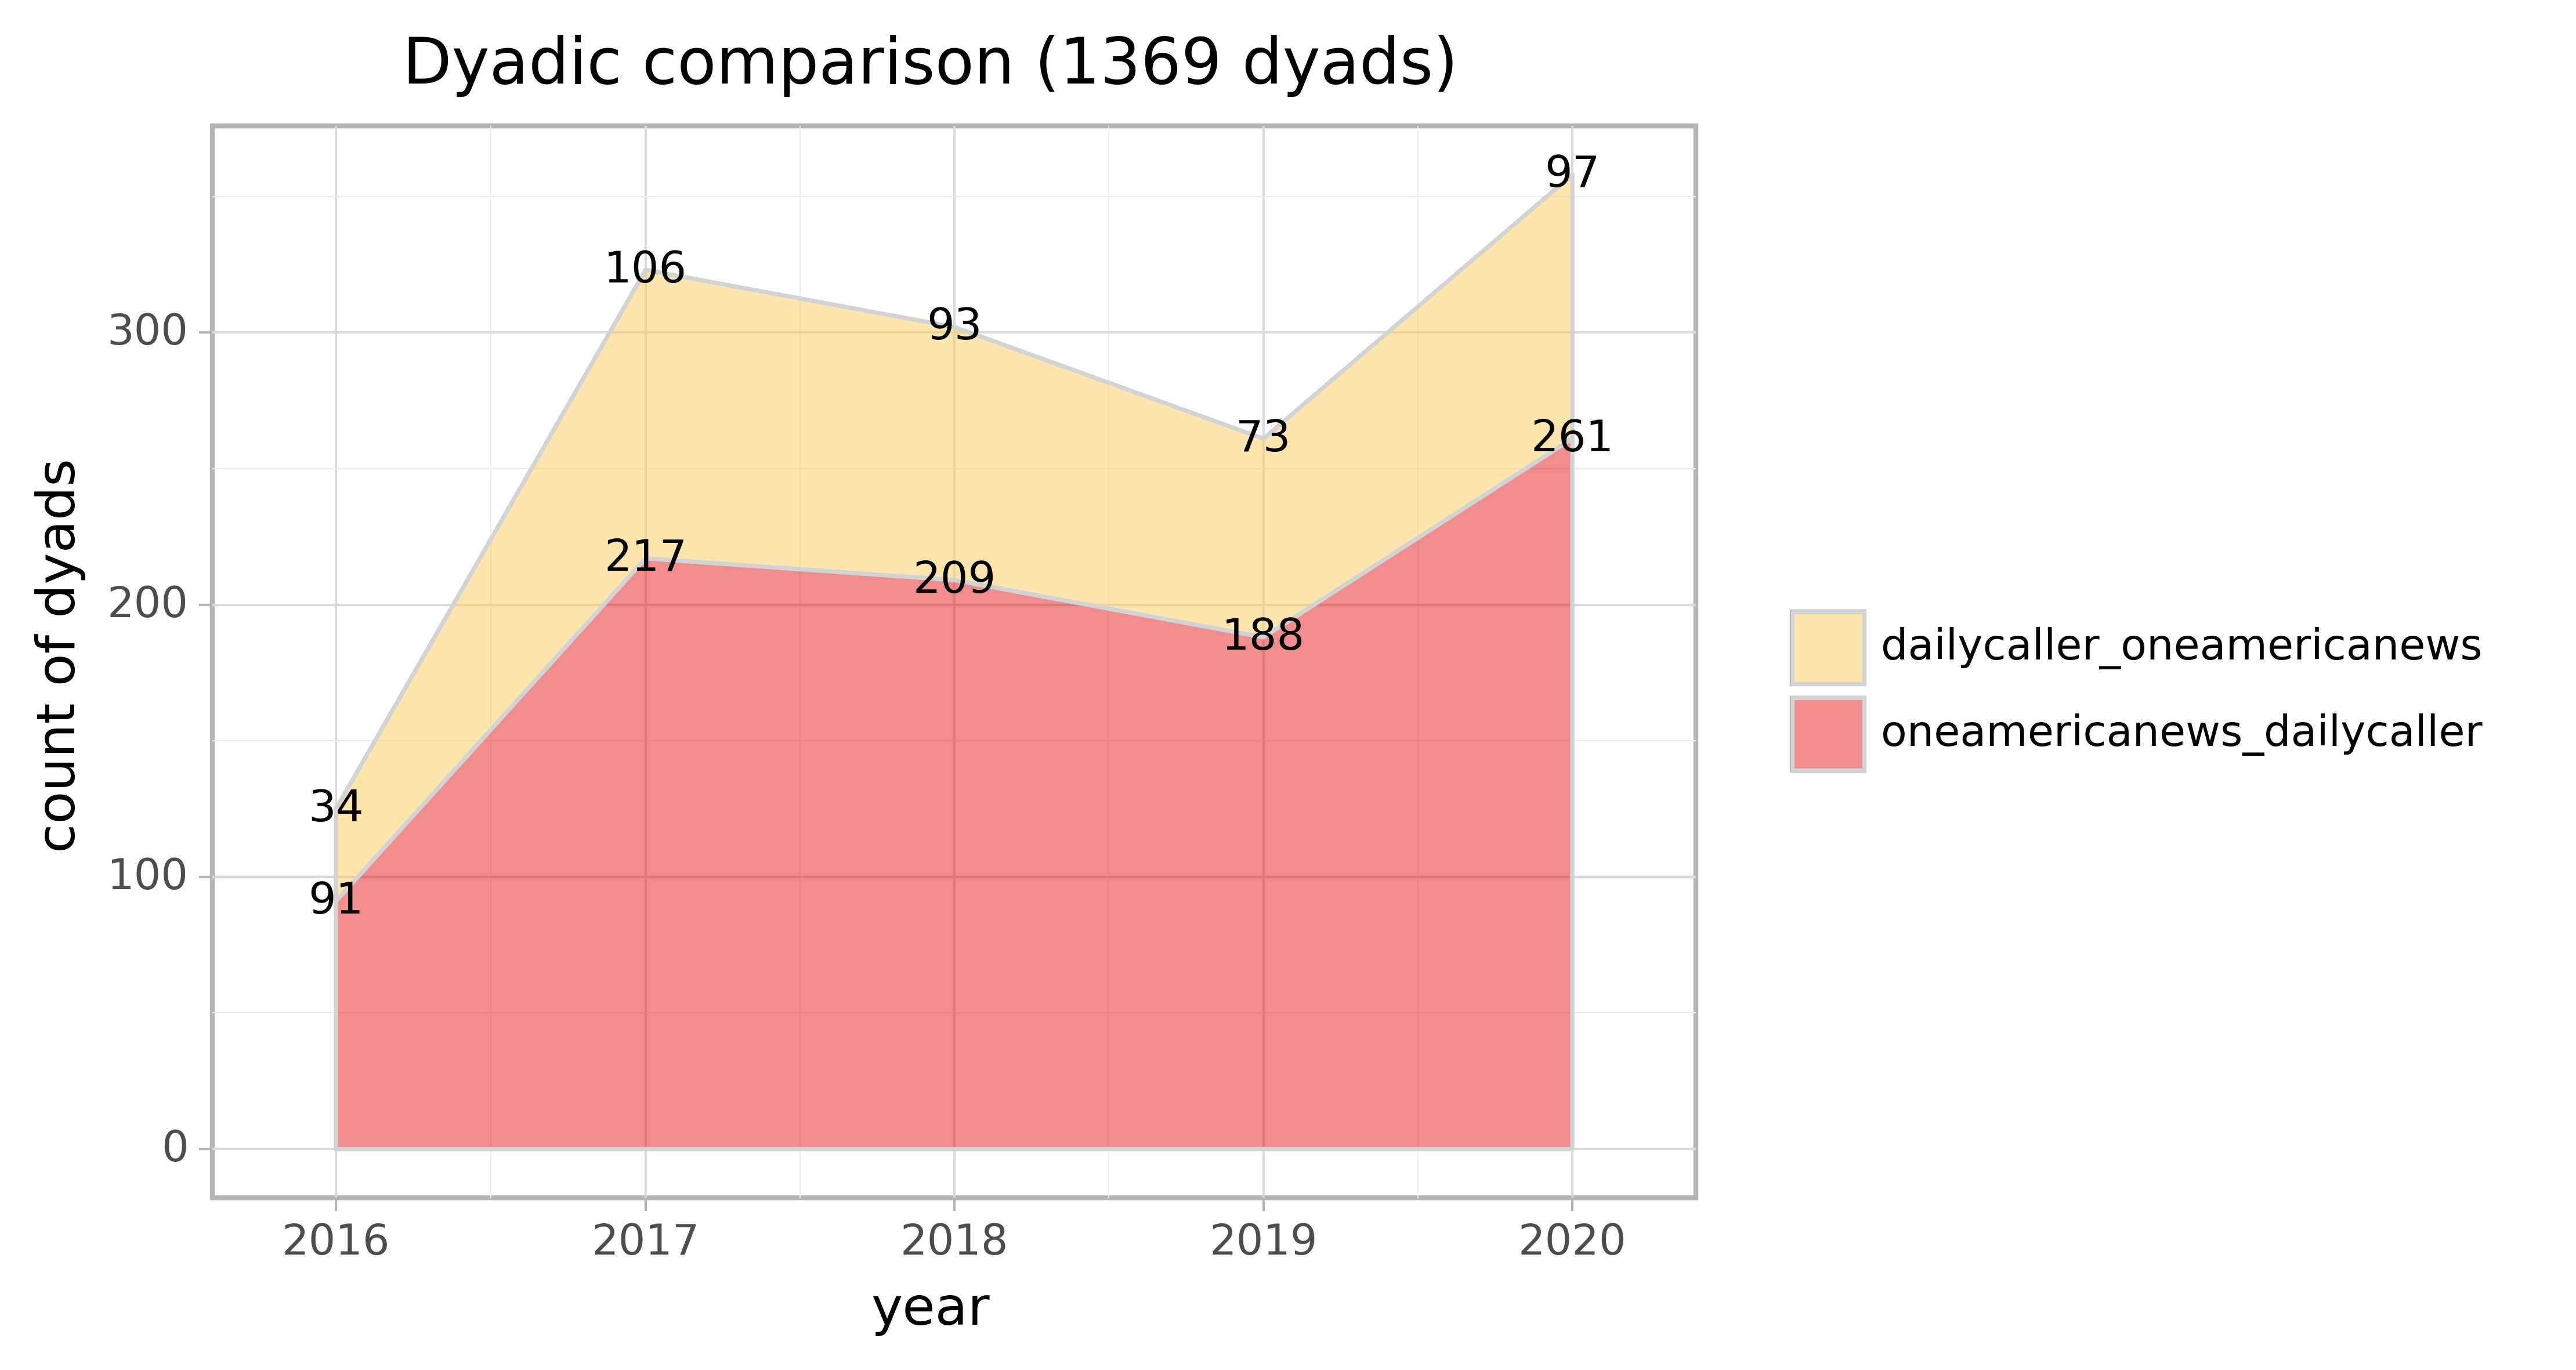 Dyadic comparison (1369 dyads)
count of dyads
300
200
100
0
34
91
106
217
93
209
73
188
97
261
2016 2017 2018 2019 2020
year
dailycaller_oneamericanews
oneamericanews_dailycaller